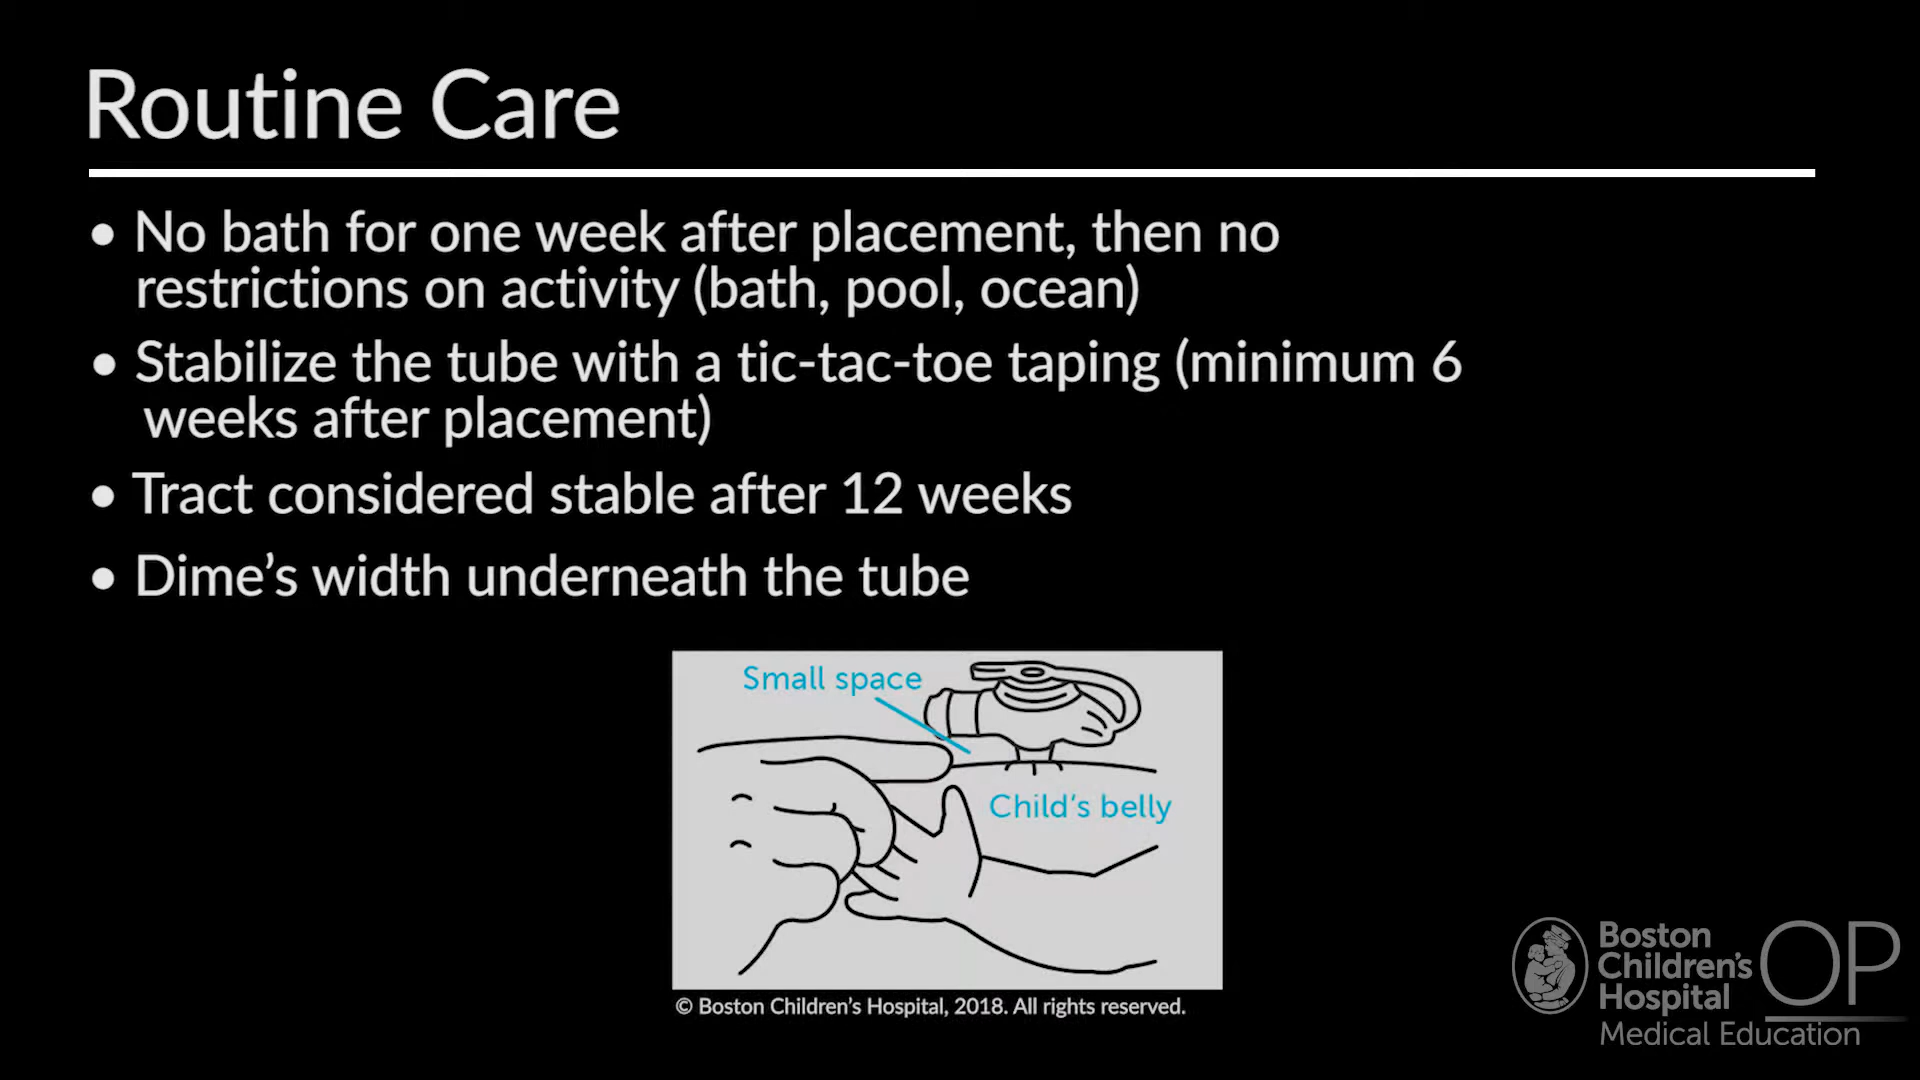 Routine Care
• No bath for one week after placement, then no
restrictions on activity (bath, pool, ocean)
• Stabilize the tube with a tic-tac-toe taping (minimum 6
weeks after placement)
• Tract considered stable after 12 weeks
• Dime’s width underneath the tube
Small space
Child’s belly
© Boston Children’s Hospital, 2018. All rights reserved.
Boston
Children’s
Hospital
OP
Medical Education